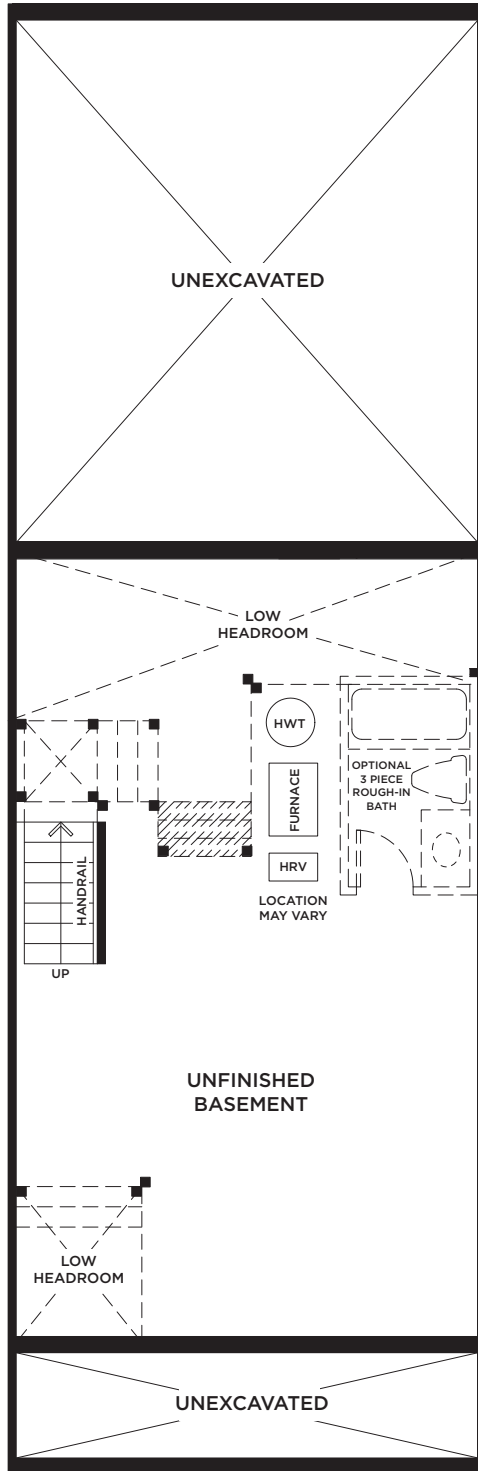 UNEXCAVATED
LOW
HEADROOM
HWT
OPTIONAL
3 PIECE
ROUGH-IN
BATH
FURNACE
HRV
LOCATION
MAY VARY
HANDRAIL
UP
UNFINISHED
BASEMENT
LOW
HEADROOM
UNEXCAVATED